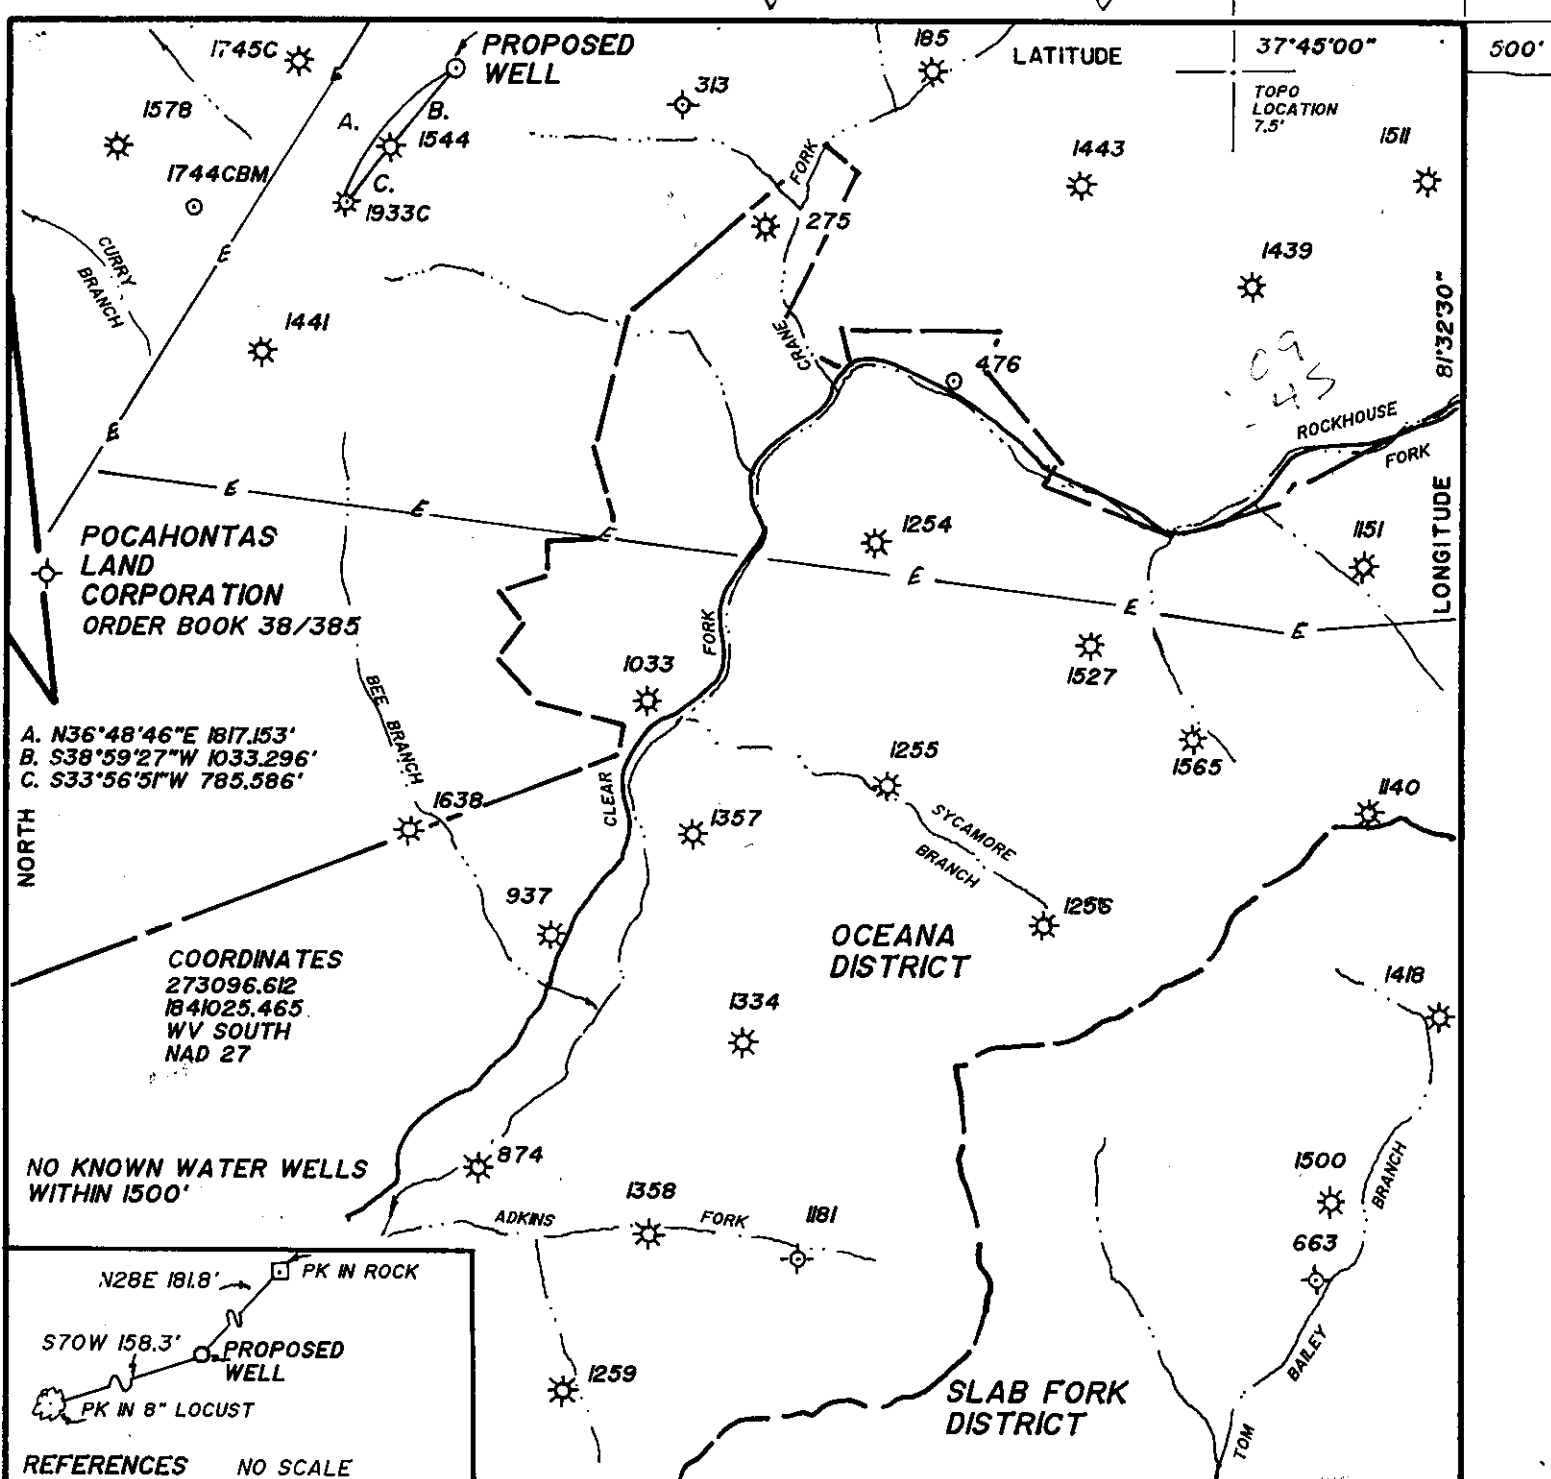 1745C
PROPOSED
WELL
313
185
LATITUDE
37°45'00"
500'
TOPO
LOCATION
7.5'
1578
A.
B.
1544
1744CBM
C.
1933C
FORK
275
1443
1511
CURRY
BRANCH
E
E
1439
1441
CRANE
476
81°32'30"
09
45
ROCKHOUSE
FORK
E
E
E
E
POCAHONTAS
LAND
CORPORATION
ORDER BOOK 38/385
1254
E
E
E
1151
LONGITUDE
FORK
1033
1527
BEE BRANCH
A. N36°48'46"E 1817.153'
B. S38°59'27"W 1033.296'
C. S33°56'51"W 785.586'
1255
1565
1638
CLEAR
1357
SYCAMORE
BRANCH
1140
NORTH
937
1256
OCEANA
DISTRICT
COORDINATES
273096.612
1841025.465
WV SOUTH
NAD 27
1334
1418
NO KNOWN WATER WELLS
WITHIN 1500'
874
1358
ADKINS
FORK
1181
1500
BRANCH
663
N28E 181.8'
PK IN ROCK
S70W 158.3'
PROPOSED
WELL
PK IN 8" LOCUST
1259
BAILEY
SLAB FORK
DISTRICT
TOM
REFERENCES NO SCALE